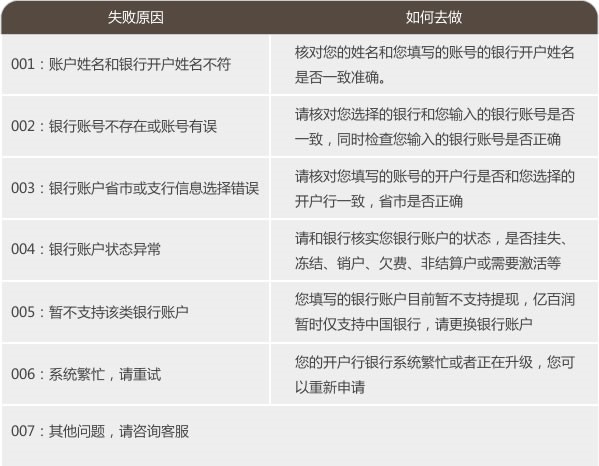 失败原因
如何去做
001：账户姓名和银行开户姓名不符
核对您的姓名和您填写的账号的银行开户姓名
是否一致准确。
002：银行账号不存在或账号有误
请核对您选择的银行和您输入的银行账号是否
一致，同时检查您输入的银行账号是否正确
003：银行账户省市或支行信息选择错误
请核对您填写的账号的开户行是否和您选择的
开户行一致，省市是否正确
004：银行账户状态异常
请和银行核实您银行账户的状态，是否挂失、
冻结、销户、欠费、非结算户或需要激活等
005：暂不支持该类银行账户
您填写的银行账户目前暂不支持提现，亿百润
暂时仅支持中国银行，请更换银行账户
006：系统繁忙，请重试
您的开户行银行系统繁忙或者正在升级，您可
以重新申请
007：其他问题，请咨询客服